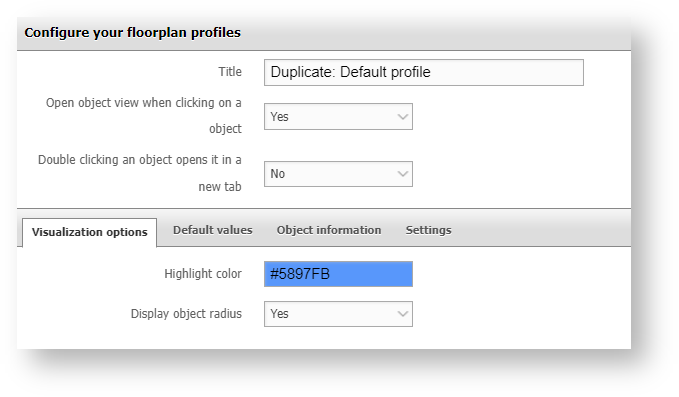 Configure your floorplan profiles
Title Duplicate: Default profile
Open object view when clicking on a
object
Yes
Double clicking an object opens it in a
new tab
No
Visualization options Default values Object information Settings
Highlight color #5897FB
Display object radius Yes